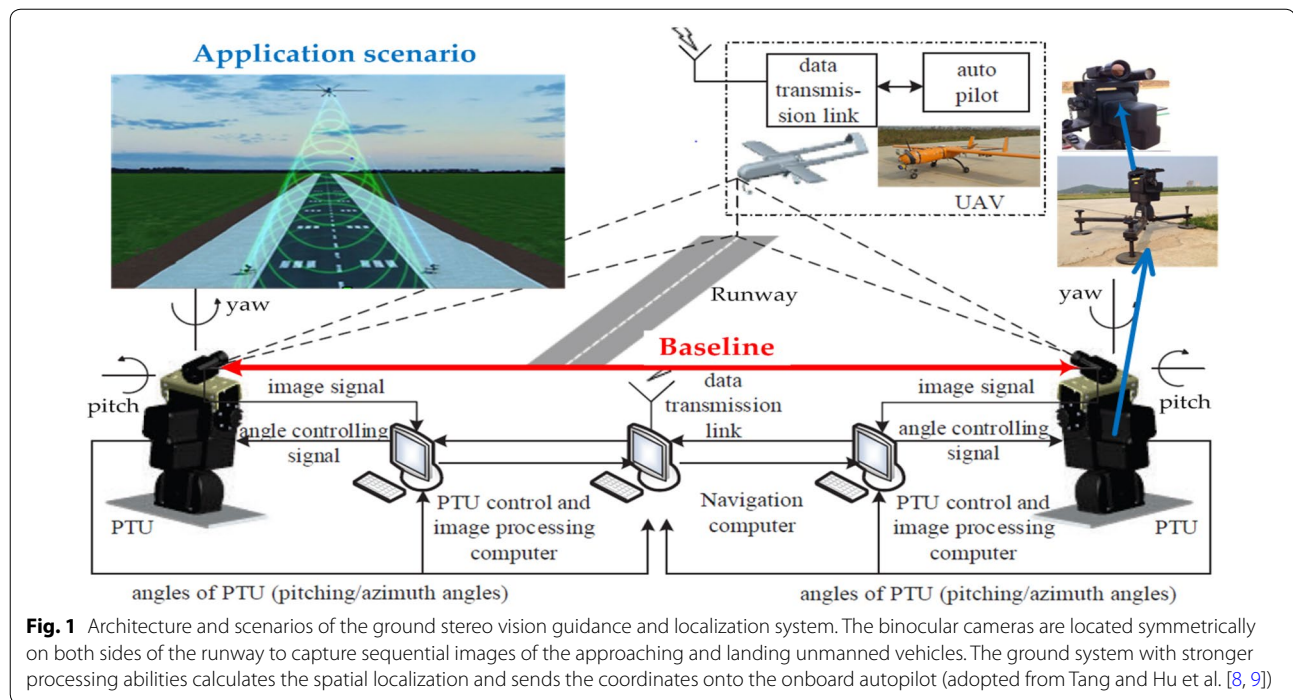 Application scenario
data
transmis-
sion link
auto
pilot
UAV
Runway
yaw
yaw
Baseline
pitch
pitch
image signal
data
transmission
link
image signal
angle controlling
signal
angle controlling
signal
PTU
PTU control and
image processing
computer
Navigation
computer
PTU control and
image processing
computer
PTU
angles of PTU (pitching/azimuth angles)
angles of PTU (pitching/azimuth angles)
Fig. 1 Architecture and scenarios of the ground stereo vision guidance and localization system. The binocular cameras are located symmetrically
on both sides of the runway to capture sequential images of the approaching and landing unmanned vehicles. The ground system with stronger
processing abilities calculates the spatial localization and sends the coordinates onto the onboard autopilot (adopted from Tang and Hu et al. [8, 9])